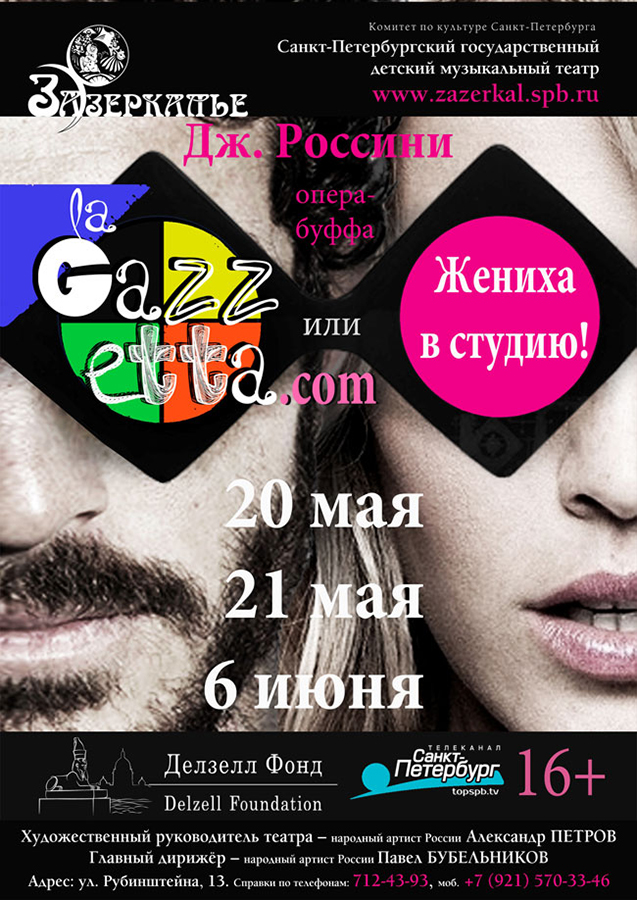 Комитет по культуре Санкт-Петербурга
Санкт-Петербургский государственный
детский музыкальный театр
www.zazerkal.spb.ru
Зазеркалье
Дж. Россини
опера-
буффа
la
Gazz
etta.com
или
Жениха
в студию!
20 мая
21 мая
6 июня
Делзелл Фонд
Delzell Foundation
ТЕЛЕКАНАЛ
Санкт-
Петербург
topspb.tv
16+
Художественный руководитель театра – народный артист России Александр ПЕТРОВ
Главный дирижёр – народный артист России Павел БУБЕЛЬНИКОВ
Адрес: ул. Рубинштейна, 13. Справки по телефонам: 712-43-93, моб. +7 (921) 570-33-46